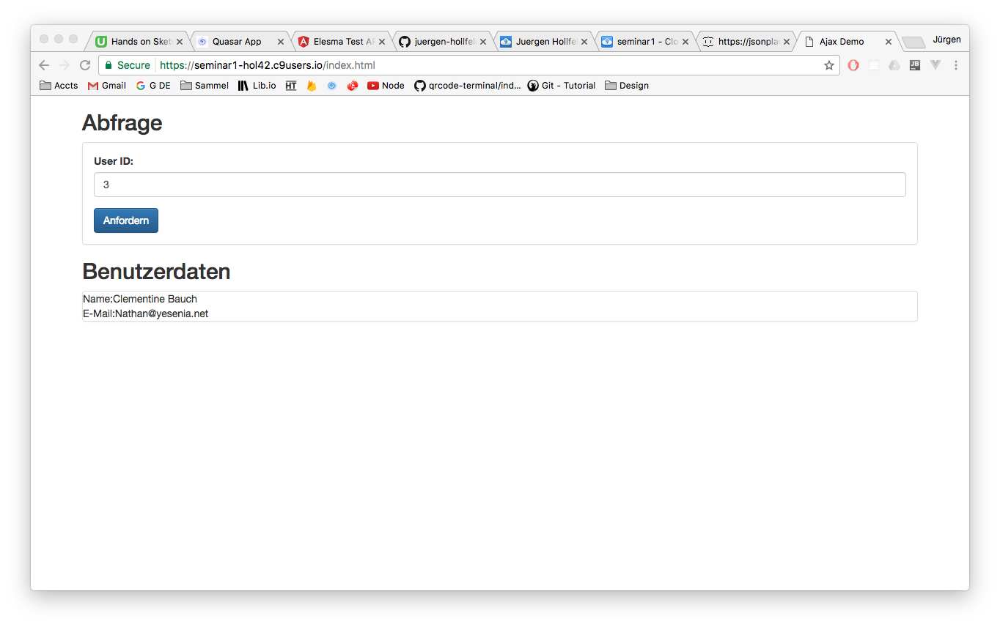 Hands on Sket
Quasar App
Elesma Test AP
juergen-hollfel
Juergen Hollfel
seminar1 - Clo
https://jsonplac
Ajax Demo
Jürgen
Secure https://seminar1-hol42.c9users.io/index.html
JB
Accts Gmail G DE Sammel Lib.io HT Node qrcode-terminal/ind... Git - Tutorial Design
Abfrage
User ID:
3
Anfordern
Benutzerdaten
Name:Clementine Bauch
E-Mail:Nathan@yesenia.net